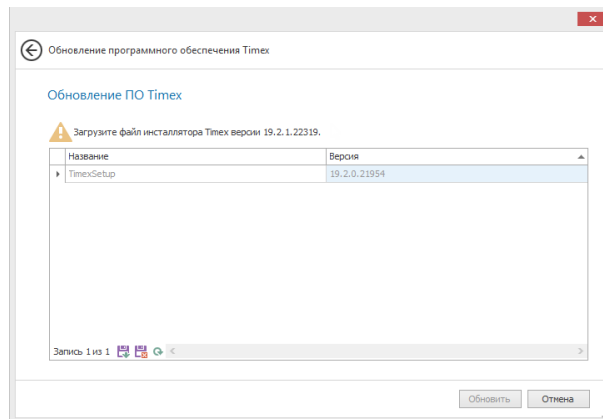 Обновление программного обеспечения Timex
Обновление ПО Timex
Загрузите файл инсталлятора Timex версии 19.2.1.22319.
Название Версия
TimexSetup 19.2.0.21954
Запись 1 из 1
Обновить Отмена